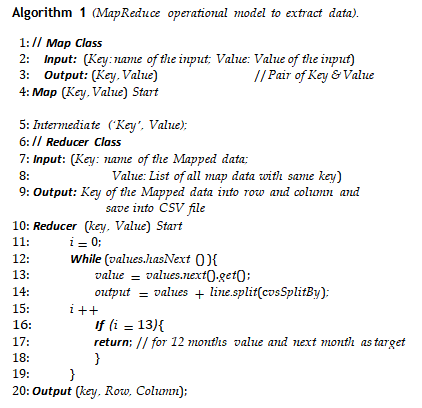 Algorithm 1 (MapReduce operational model to extract data).
1: // Map Class
2: Input: (Key: name of the input; Value: Value of the input)
3: Output: (Key, Value) // Pair of Key & Value
4: Map (Key, Value) Start
5: Intermediate ('Key', Value);
6: // Reducer Class
7: Input: (Key: name of the Mapped data;
8: Value: List of all map data with same key)
9: Output: Key of the Mapped data into row and column and
save into CSV file
10: Reducer (key, Value) Start
11: i = 0;
12: While (values.hasNext ()){
13: value = values.next().get();
14: output = values + line.split(cvsSplitBy);
15: i ++
16: If (i = 13){
17: return; // for 12 months value and next month as target
18: }
19: }
20: Output (key, Row, Column);